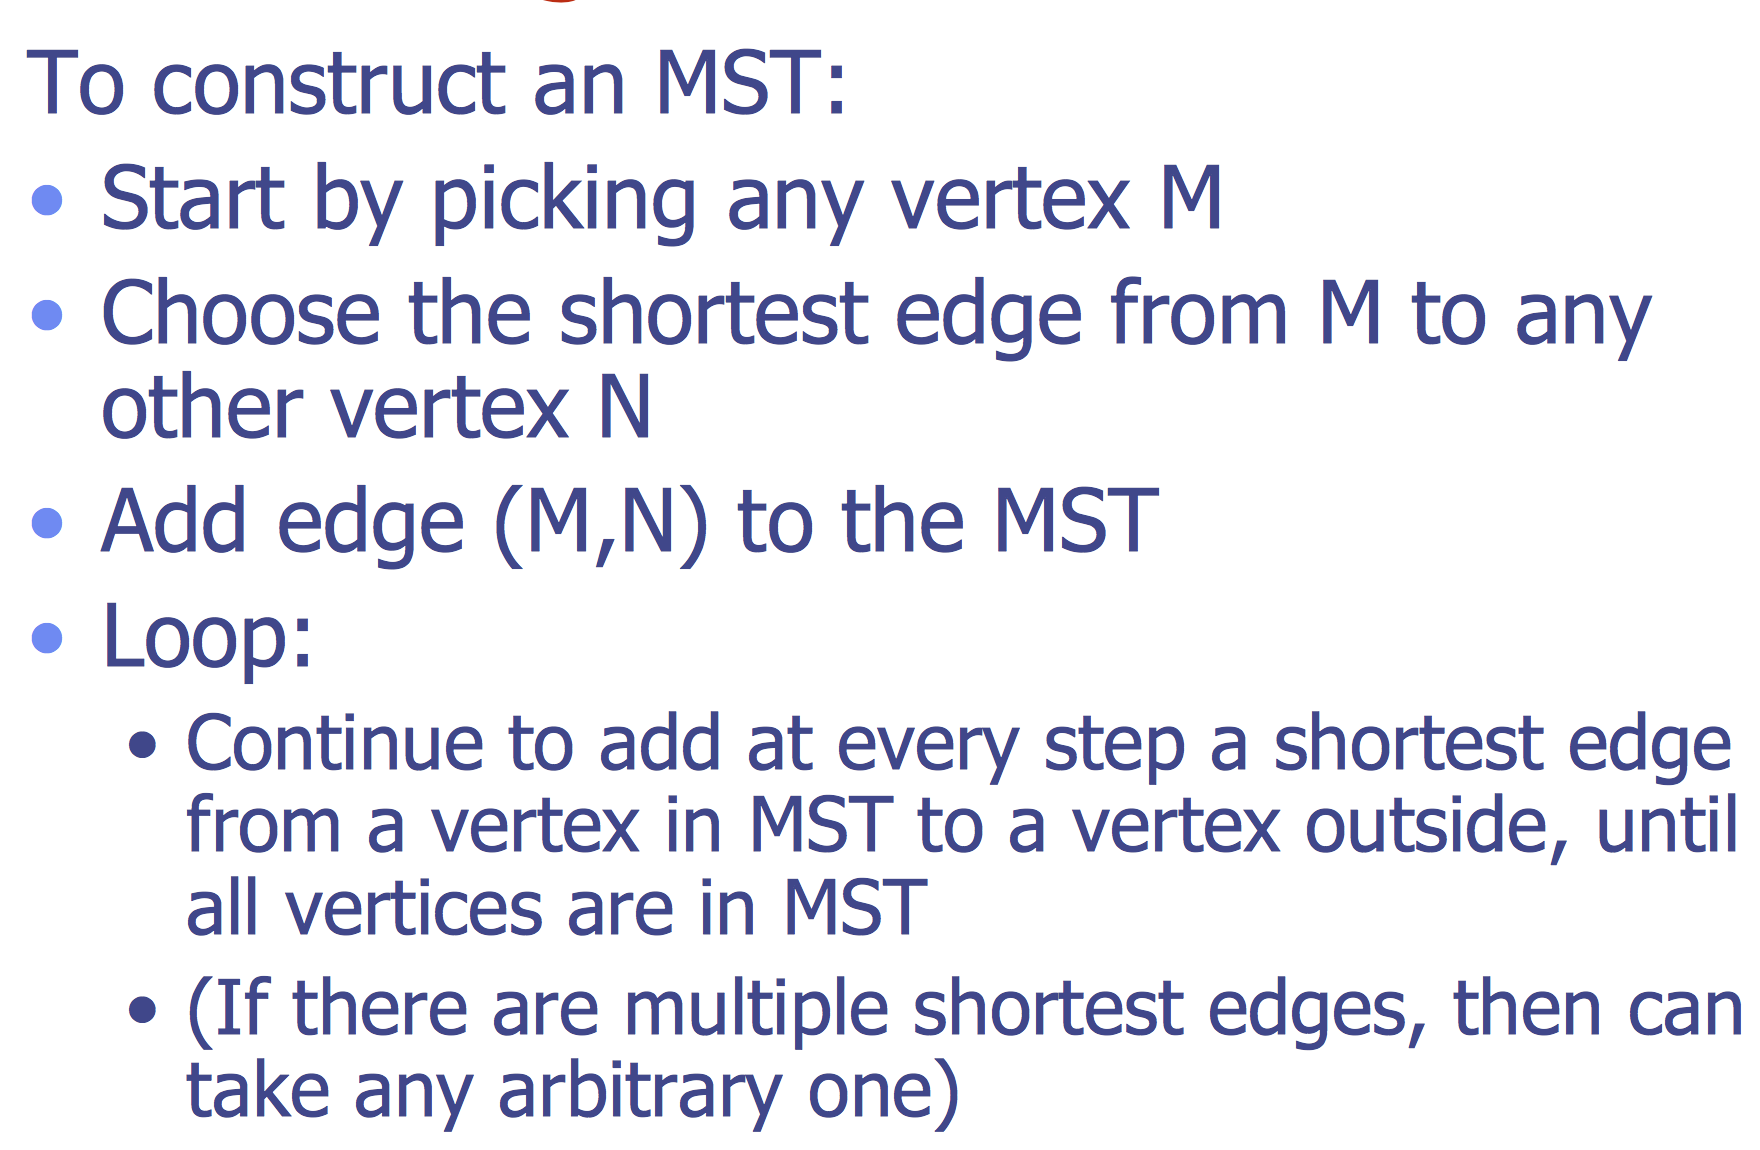 To construct an MST:
• Start by picking any vertex M
• Choose the shortest edge from M to any
other vertex N
• Add edge (M,N) to the MST
• Loop:
• Continue to add at every step a shortest edge
from a vertex in MST to a vertex outside, until
all vertices are in MST
• (If there are multiple shortest edges, then can
take any arbitrary one)